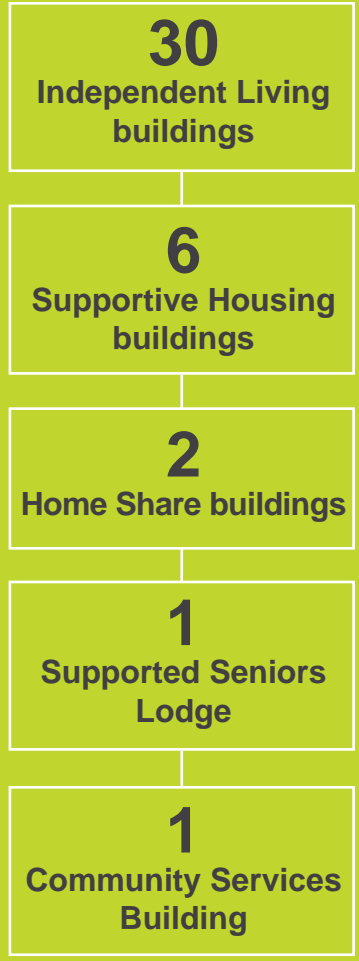 30
Independent Living
buildings
6
Supportive Housing
buildings
2
Home Share buildings
1
Supported Seniors
Lodge
1
Community Services
Building